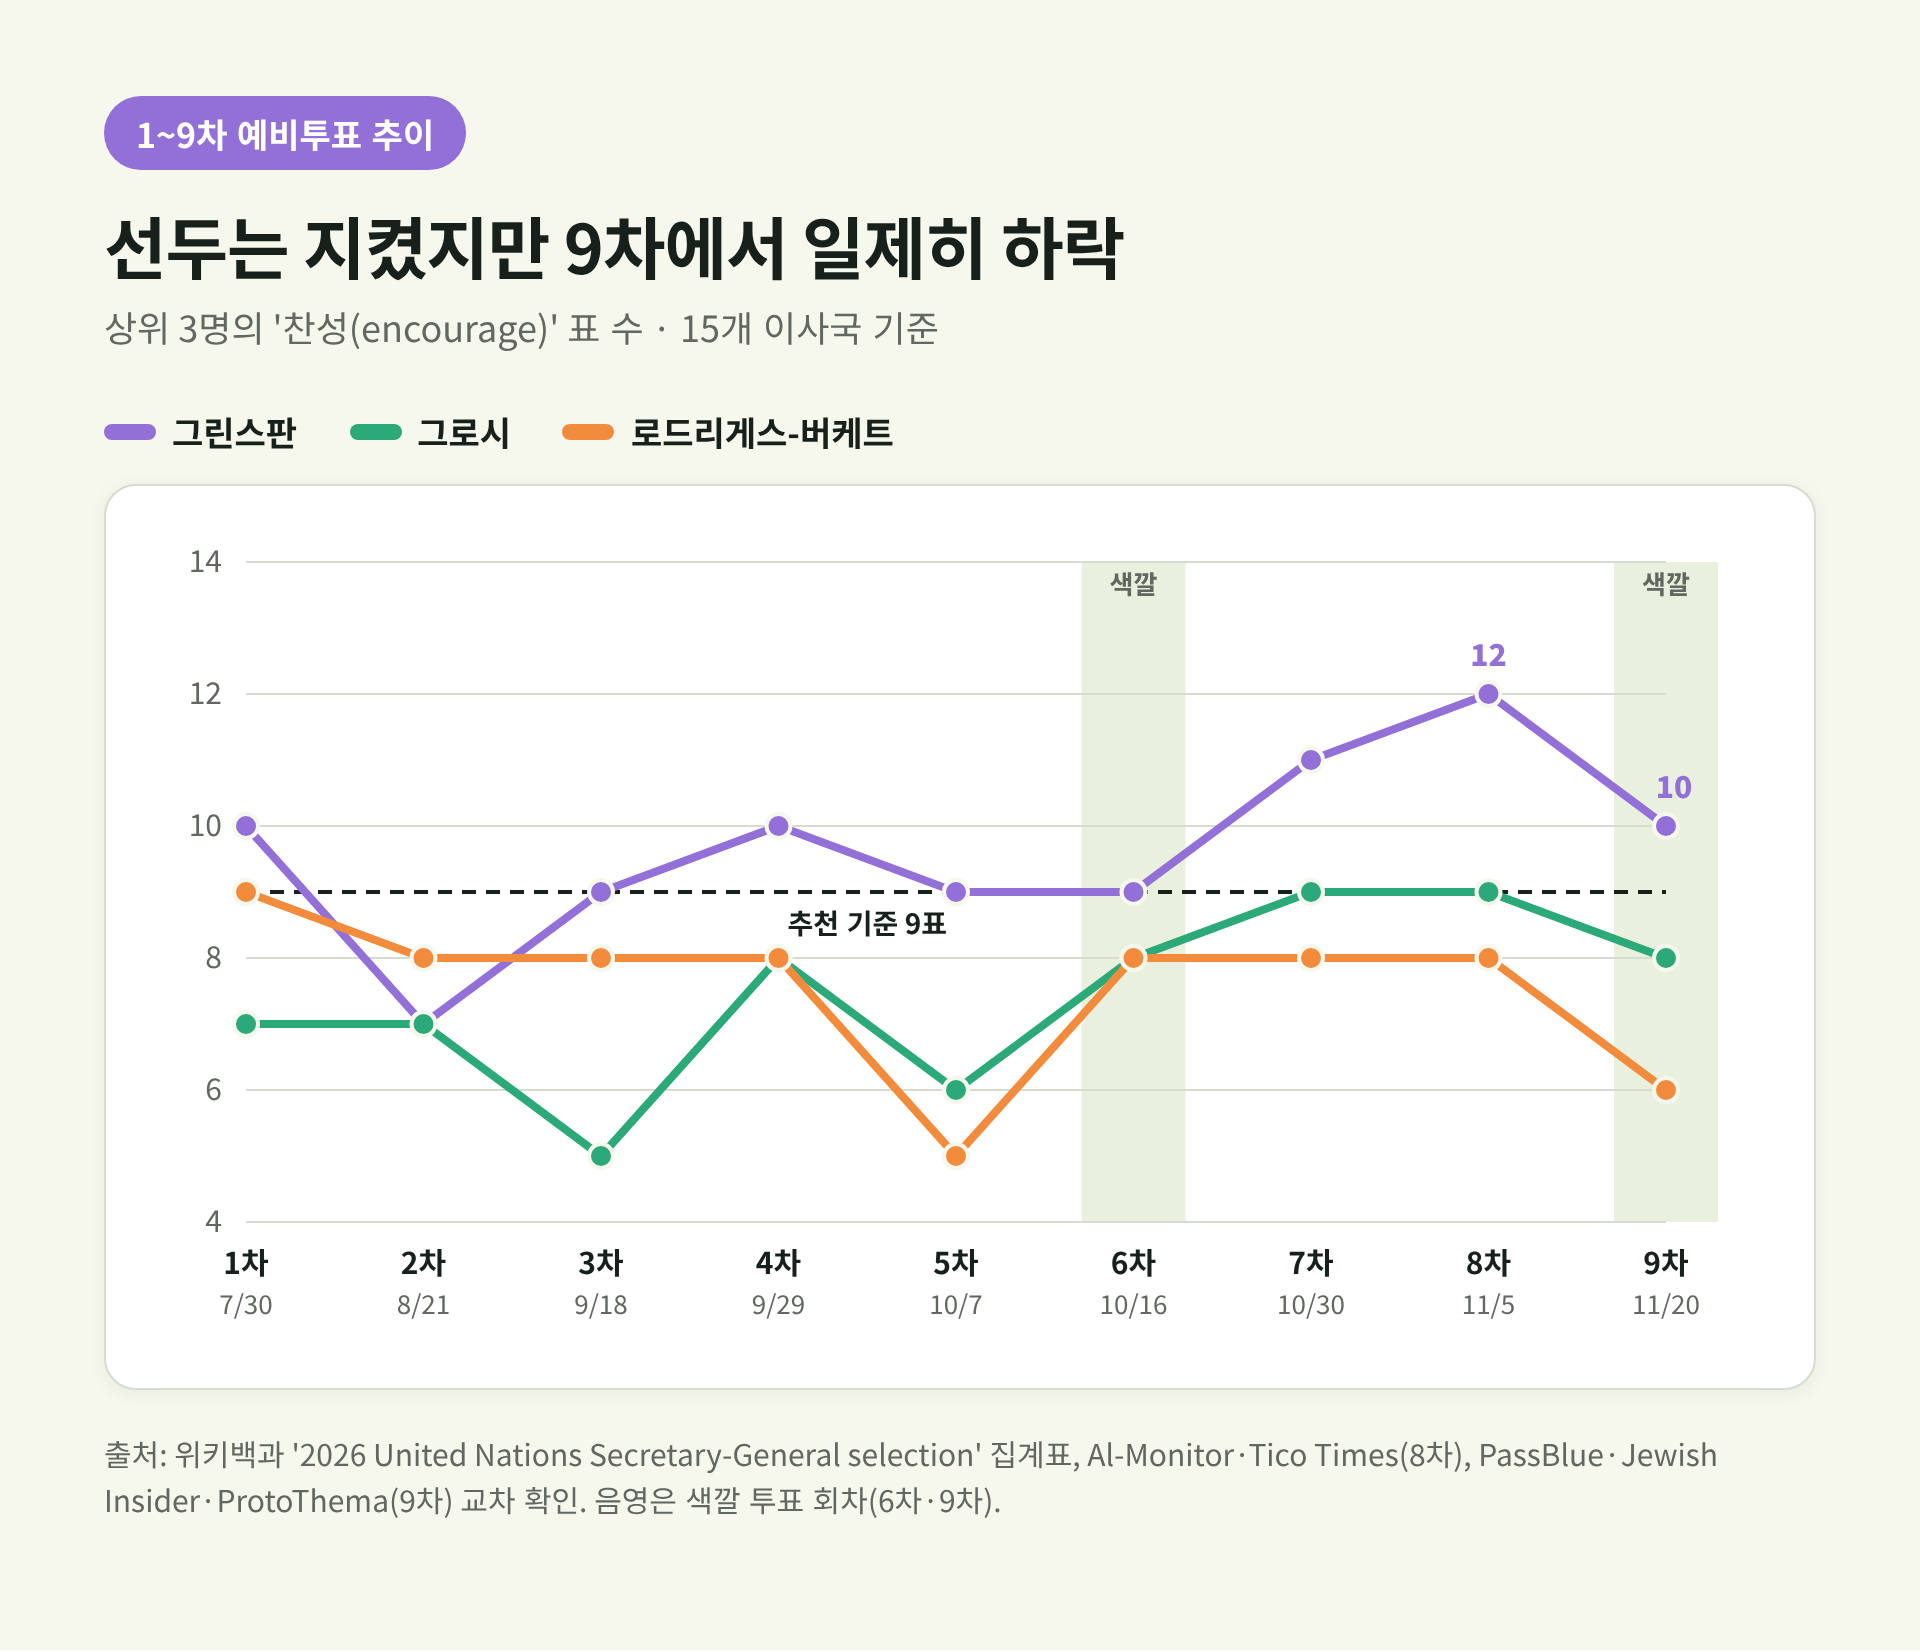 1~9차 예비투표 추이
선두는 지켰지만 9차에서 일제히 하락
상위 3명의 '찬성(encourage)' 표 수 · 15개 이사국 기준
그린스판 그로시 로드리게스-버케트
14
색깔 색깔
12
12
10
10
추천 기준 9표
8
6
4
1차 2차 3차 4차 5차 6차 7차 8차 9차
7/30 8/21 9/18 9/29 10/7 10/16 10/30 11/5 11/20
출처: 위키백과 '2026 United Nations Secretary-General selection' 집계표, Al-Monitor·Tico Times(8차), PassBlue·Jewish
Insider·ProtoThema(9차) 교차 확인. 음영은 색깔 투표 회차(6차·9차).